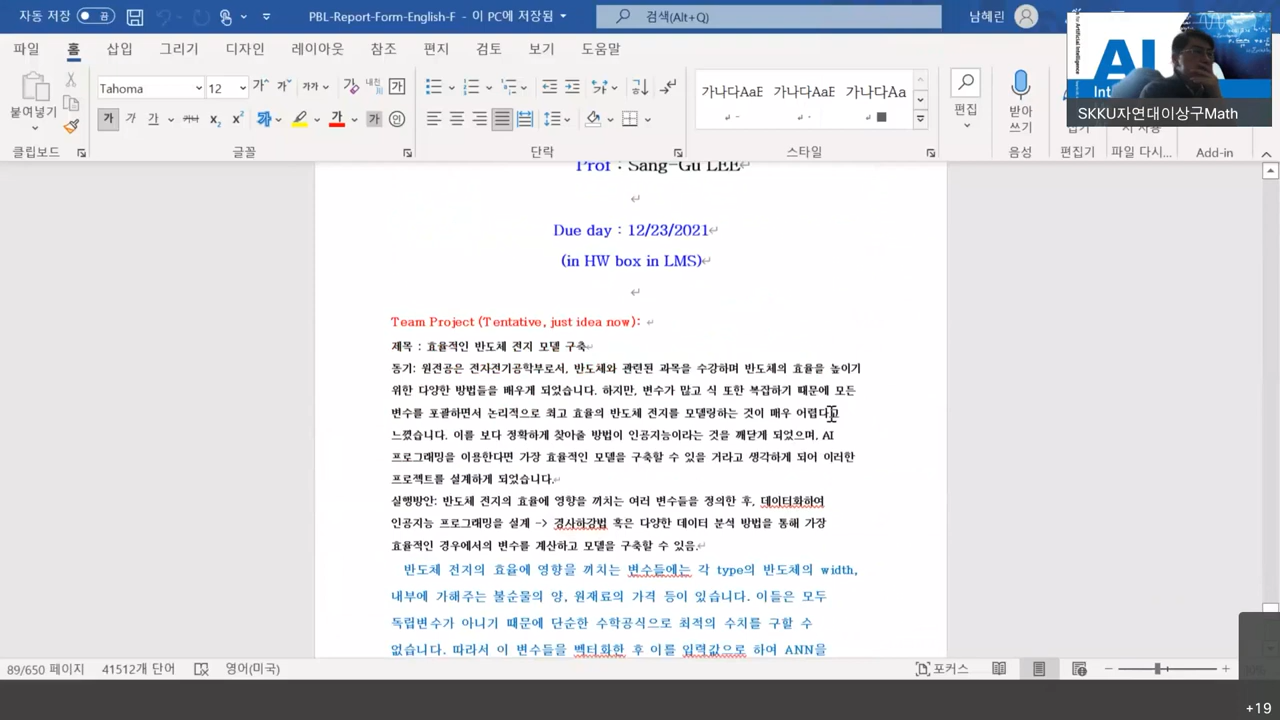 자동 저장 끔 PBL-Report-Form-English-F - 이 PC에 저장됨 검색(Alt+Q) 남혜린
파일 홈 삽입 그리기 디자인 레이아웃 참조 편지 검토 보기 도움말
붙여넣기 Tahoma 12 가나다AaE 가나다AaE 가나다Aa 편집 받아쓰기
클립보드 글꼴 단락 스타일 음성 편집기 파일 다시... Add-in
for Artificial Intelligence
SKKU자연대이상구Math
Prof : Sang-Gu LEE
Due day : 12/23/2021
(in HW box in LMS)
Team Project (Tentative, just idea now):
제목 : 효율적인 반도체 전지 모델 구축
동기: 원전공은 전자전기공학부로서, 반도체와 관련된 과목을 수강하며 반도체의 효율을 높이기
위한 다양한 방법들을 배우게 되었습니다. 하지만, 변수가 많고 식 또한 복잡하기 때문에 모든
변수를 포괄하면서 논리적으로 최고 효율의 반도체 전지를 모델링하는 것이 매우 어렵다고
느꼈습니다. 이를 보다 정확하게 찾아줄 방법이 인공지능이라는 것을 깨닫게 되었으며, AI
프로그래밍을 이용한다면 가장 효율적인 모델을 구축할 수 있을 거라고 생각하게 되어 이러한
프로젝트를 설계하게 되었습니다.
실행방안: 반도체 전지의 효율에 영향을 끼치는 여러 변수들을 정의한 후, 데이터화하여
인공지능 프로그래밍을 설계 -> 경사하강법 혹은 다양한 데이터 분석 방법을 통해 가장
효율적인 경우에서의 변수를 계산하고 모델을 구축할 수 있음.
반도체 전지의 효율에 영향을 끼치는 변수들에는 각 type의 반도체의 width,
내부에 가해주는 불순물의 양, 원재료의 가격 등이 있습니다. 이들은 모두
독립변수가 아니기 때문에 단순한 수학공식으로 최적의 수치를 구할 수
없습니다. 따라서 이 변수들을 벡터화한 후 이를 입력값으로 하여 ANN을
89/650 페이지 41512개 단어 영어(미국) 포커스
+19